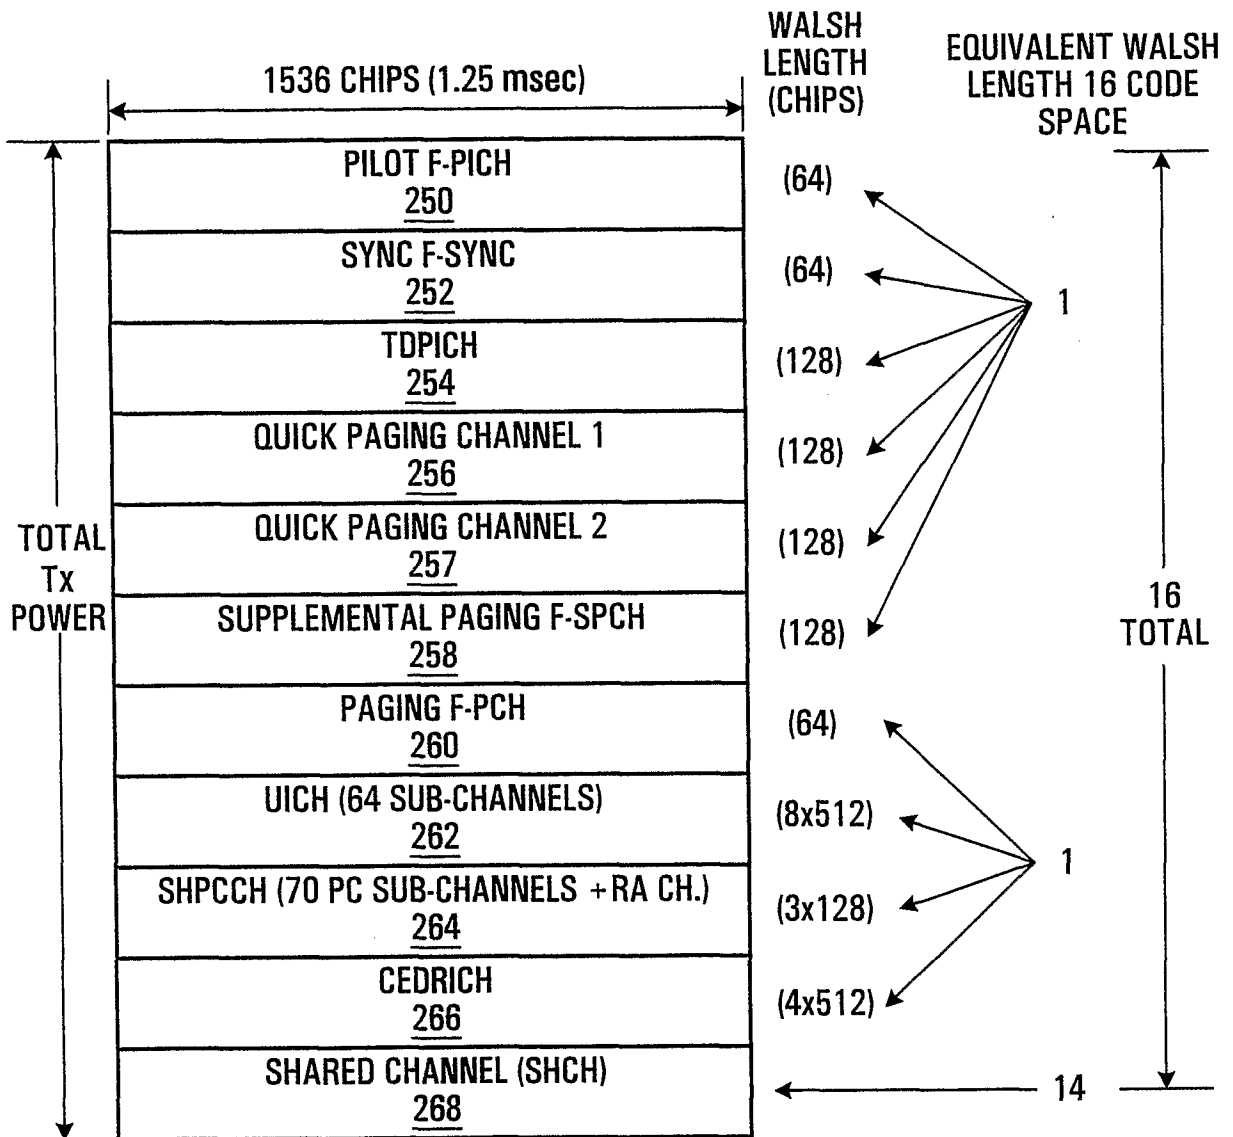 1536 CHIPS (1.25 msec)
WALSH
LENGTH
(CHIPS)
EQUIVALENT WALSH
LENGTH 16 CODE
SPACE
TOTAL
Tx
POWER
PILOT F-PICH
250
(64)
SYNC F-SYNC
252
(64)
1
TDPICH
254
(128)
QUICK PAGING CHANNEL 1
256
(128)
QUICK PAGING CHANNEL 2
257
(128)
SUPPLEMENTAL PAGING F-SPCH
258
(128)
16
TOTAL
PAGING F-PCH
260
(64)
UICH (64 SUB-CHANNELS)
262
(8x512)
1
SHPCCH (70 PC SUB-CHANNELS +RA CH.)
264
(3x128)
CEDRICH
266
(4x512)
SHARED CHANNEL (SHCH)
268
14